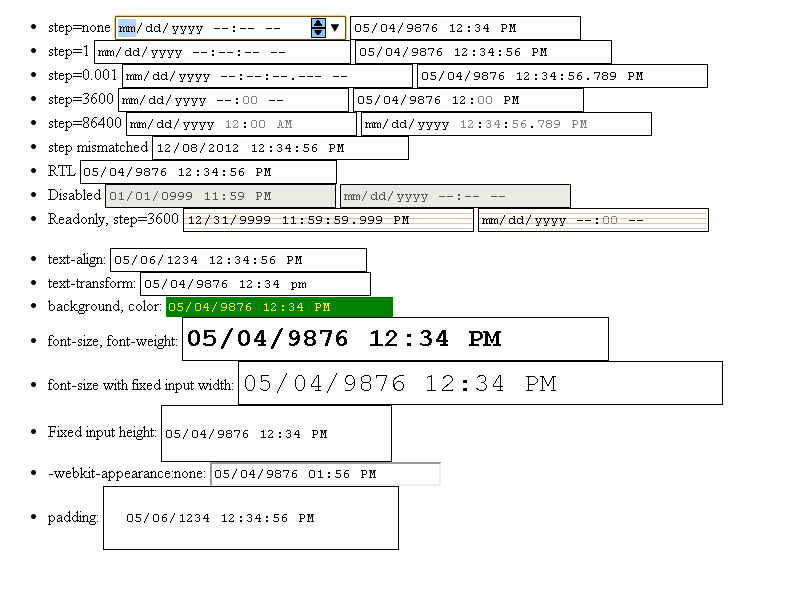 step=none mm/dd/yyyy --:-- -- 05/04/9876 12:34 PM
step=1 mm/dd/yyyy --:--:-- -- 05/04/9876 12:34:56 PM
step=0.001 mm/dd/yyyy --:--:--.--- -- 05/04/9876 12:34:56.789 PM
step=3600 mm/dd/yyyy --:00 -- 05/04/9876 12:00 PM
step=86400 mm/dd/yyyy 12:00 AM mm/dd/yyyy 12:34:56.789 PM
step mismatched 12/08/2012 12:34:56 PM
RTL 05/04/9876 12:34:56 PM
Disabled 01/01/0999 11:59 PM mm/dd/yyyy --:-- --
Readonly, step=3600 12/31/9999 11:59:59.999 PM mm/dd/yyyy --:00 --
text-align: 05/06/1234 12:34:56 PM
text-transform: 05/04/9876 12:34 pm
background, color: 05/04/9876 12:34 PM
font-size, font-weight: 05/04/9876 12:34 PM
font-size with fixed input width: 05/04/9876 12:34 PM
Fixed input height: 05/04/9876 12:34 PM
-webkit-appearance:none: 05/04/9876 01:56 PM
padding: 05/06/1234 12:34:56 PM